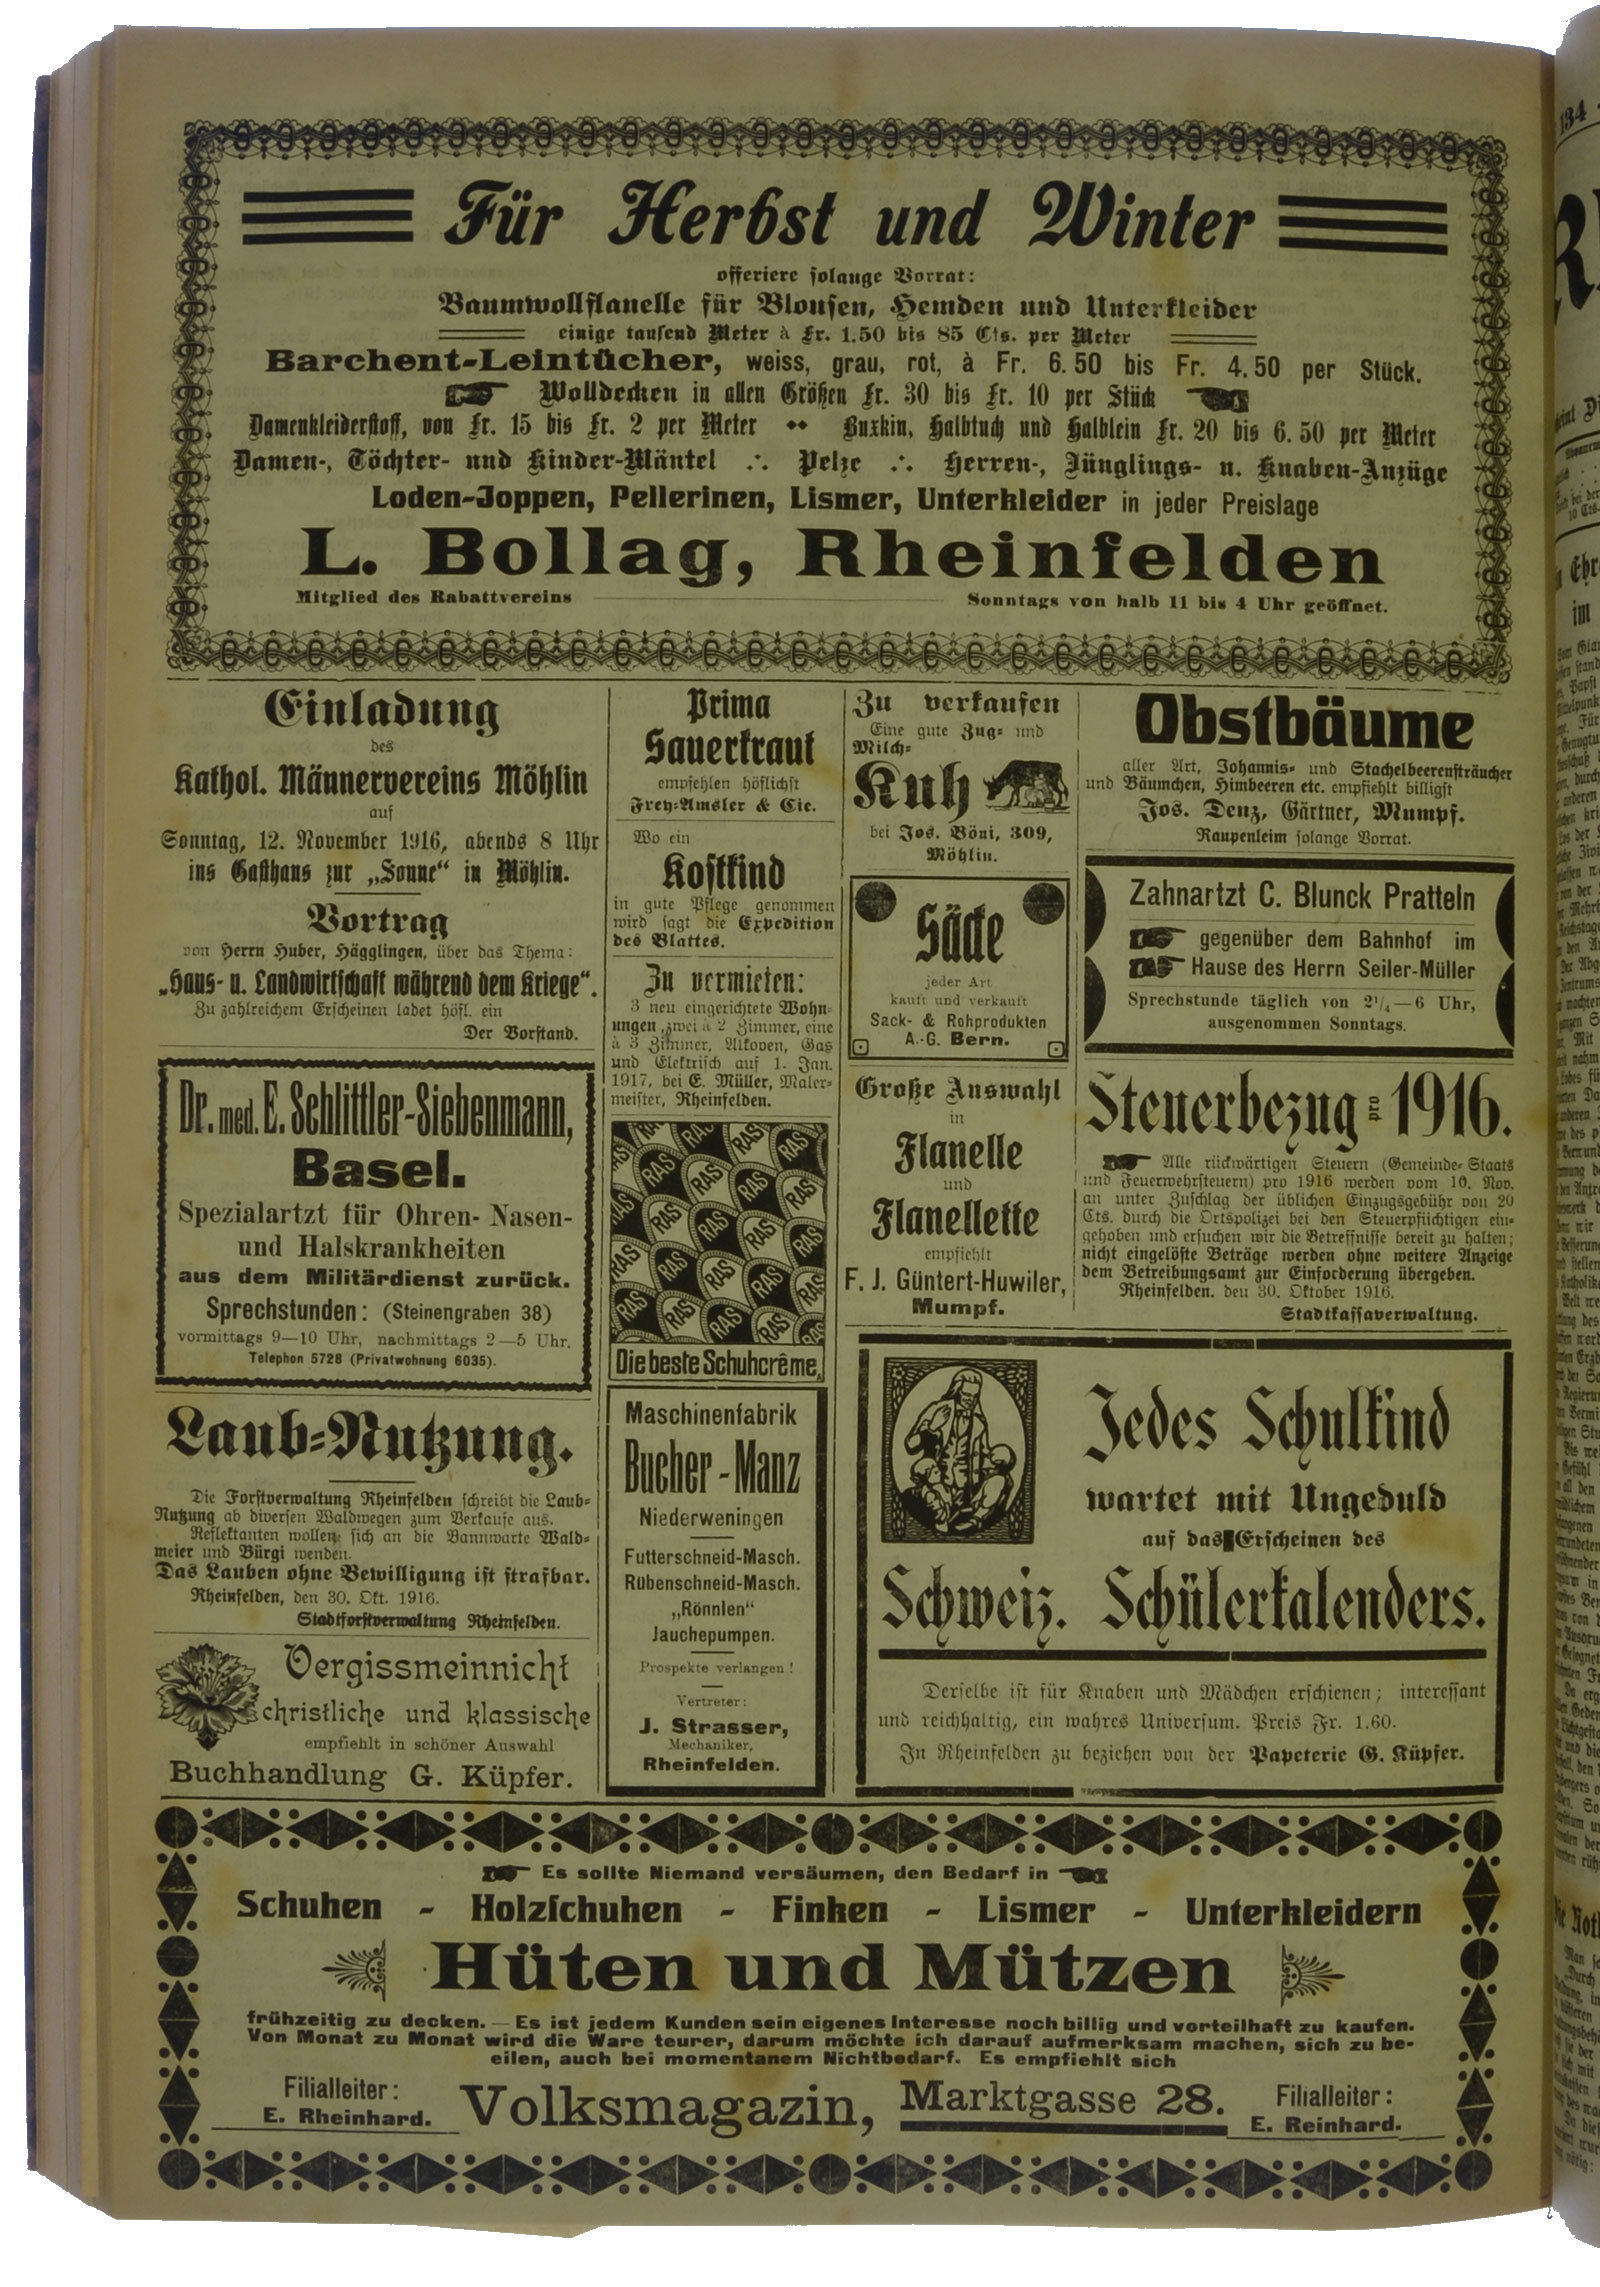 Für Herbst und Winter
offeriere solange Vorrat:
Baumwollflanelle für Blousen, Hemden und Unterkleider
einige tausend Meter à Fr. 1.50 bis 85 Cts. per Meter
Barchent-Leintücher, weiss, grau, rot, à Fr. 6.50 bis Fr. 4.50 per Stück.
Wolldecken in allen Größen Fr. 30 bis Fr. 10 per Stück
Damenkleiderstoff, von Fr. 15 bis Fr. 2 per Meter •• Buxkin, Halbtuch und Halblein Fr. 20 bis 6.50 per Meter
Damen-, Töchter- und Kinder-Mäntel ∴ Pelze ∴ Herren-, Jünglings- u. Knaben-Anzüge
Loden-Joppen, Pellerinen, Lismer, Unterkleider in jeder Preislage
L. Bollag, Rheinfelden
Mitglied des Rabattvereins
Sonntags von halb 11 bis 4 Uhr geöffnet.
Einladung
des
Kathol. Männervereins Möhlin
auf
Sonntag, 12. November 1916, abends 8 Uhr
ins Gasthaus zur „Sonne“ in Möhlin.
Vortrag
von Herrn Huber, Hägglingen, über das Thema:
„Haus- u. Landwirtschaft während dem Kriege“.
Zu zahlreichem Erscheinen ladet höfl. ein
Der Vorstand.
Dr. med. E. Schlittler-Siebenmann,
Basel.
Spezialartzt für Ohren- Nasen-
und Halskrankheiten
aus dem Militärdienst zurück.
Sprechstunden: (Steinengraben 38)
vormittags 9—10 Uhr, nachmittags 2—5 Uhr.
Telephon 5728 (Privatwohnung 6035).
Laub-Nutzung.
Die Forstverwaltung Rheinfelden schreibt die Laub-
Nutzung ab diversen Waldwegen zum Verkaufe aus.
Reflektanten wollen sich an die Bannwarte Wald-
meier und Bürgi wenden.
Das Lauben ohne Bewilligung ist strafbar.
Rheinfelden, den 30. Okt. 1916.
Stadtforstverwaltung Rheinfelden.
Vergissmeinnicht
christliche und klassische
empfiehlt in schöner Auswahl
Buchhandlung G. Küpfer.
Prima
Sauerkraut
empfehlen höflichst
Frey-Amsler & Cie.
Wo ein
Kostkind
in gute Pflege genommen
wird sagt die Expedition
des Blattes.
Zu vermieten:
3 neu eingerichtete Wohn-
ungen, zwei à 2 Zimmer, eine
à 3 Zimmer, Alkoven, Gas
und Elektrisch auf 1. Jan.
1917, bei E. Müller, Maler-
meister, Rheinfelden.
RAS
Die beste Schuhcrême.
Maschinenfabrik
Bucher-Manz
Niederweningen
Futterschneid-Masch.
Rübenschneid-Masch.
„Rönnlen“
Jauchepumpen.
Prospekte verlangen!
Vertreter:
J. Strasser,
Mechaniker,
Rheinfelden.
Zu verkaufen
Eine gute Zug- und
Milch-
Kuh
bei Jos. Böni, 309,
Möhlin.
Säcke
jeder Art
kauft und verkauft
Sack- & Rohprodukten
A.-G. Bern.
Große Auswahl
in
Flanelle
und
Flanellette
empfiehlt
F. J. Güntert-Huwiler,
Mumpf.
Obstbäume
aller Art, Johannis- und Stachelbeerensträucher
und Bäumchen, Himbeeren etc. empfiehlt billigst
Jos. Denz, Gärtner, Mumpf.
Raupenleim solange Vorrat.
Zahnartzt C. Blunck Pratteln
gegenüber dem Bahnhof im
Hause des Herrn Seiler-Müller
Sprechstunde täglich von 2¼—6 Uhr,
ausgenommen Sonntags.
Steuerbezug pro 1916.
Alle rückwärtigen Steuern (Gemeinde- Staats
und Feuerwehrsteuern) pro 1916 werden vom 10. Nov.
an unter Zuschlag der üblichen Einzugsgebühr von 20
Cts. durch die Ortspolizei bei den Steuerpflichtigen ein-
gehoben und ersuchen wir die Betreffnisse bereit zu halten;
nicht eingelöste Beträge werden ohne weitere Anzeige
dem Betreibungsamt zur Einforderung übergeben.
Rheinfelden. den 30. Oktober 1916.
Stadtkassaverwaltung.
Jedes Schulkind
wartet mit Ungeduld
auf das Erscheinen des
Schweiz. Schülerkalenders.
Derselbe ist für Knaben und Mädchen erschienen; interessant
und reichhaltig, ein wahres Universum. Preis Fr. 1.60.
In Rheinfelden zu beziehen von der Papeterie G. Küpfer.
Es sollte Niemand versäumen, den Bedarf in
Schuhen - Holzschuhen - Finken - Lismer - Unterkleidern
Hüten und Mützen
frühzeitig zu decken. — Es ist jedem Kunden sein eigenes Interesse noch billig und vorteilhaft zu kaufen.
Von Monat zu Monat wird die Ware teurer, darum möchte ich darauf aufmerksam machen, sich zu be-
eilen, auch bei momentanem Nichtbedarf. Es empfiehlt sich
Filialleiter:
E. Rheinhard.
Volksmagazin, Marktgasse 28.
Filialleiter:
E. Reinhard.